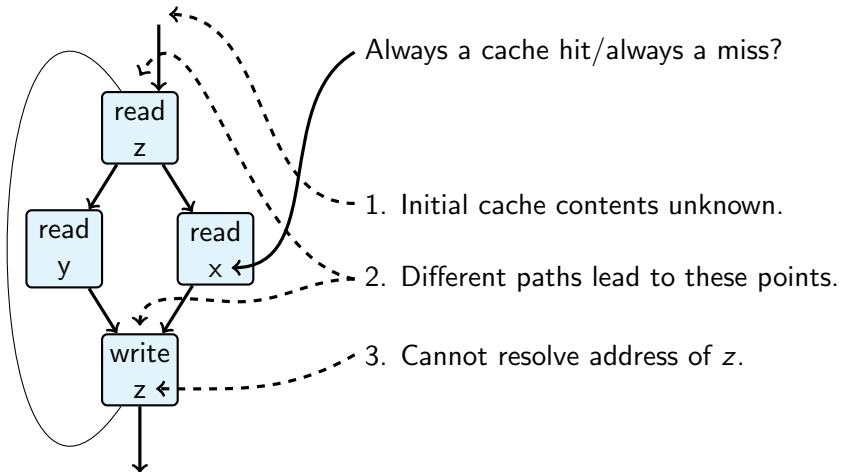 Always a cache hit/always a miss?
read
z
1. Initial cache contents unknown.
read
y
read
x
2. Different paths lead to these points.
write
z
3. Cannot resolve address of z.